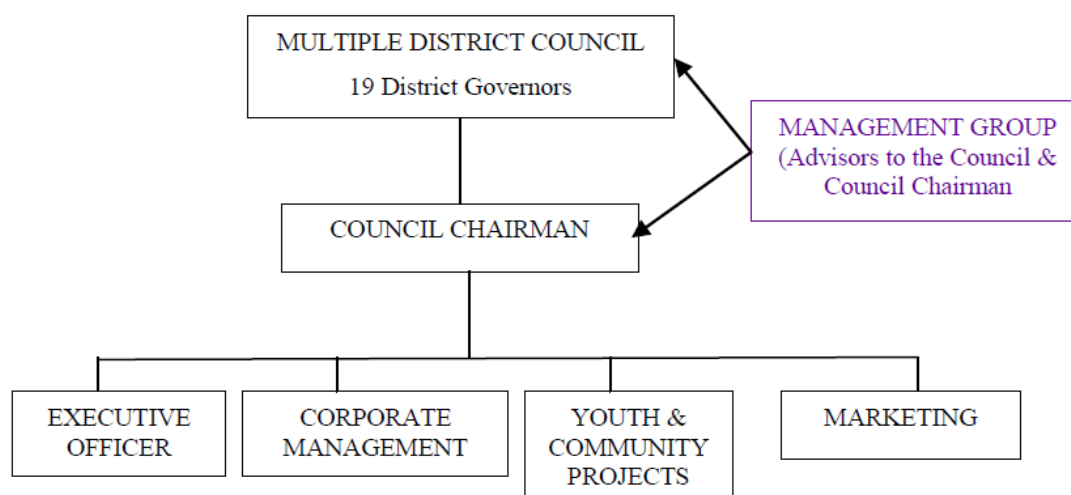 MULTIPLE DISTRICT COUNCIL
19 District Governors
MANAGEMENT GROUP
(Advisors to the Council &
Council Chairman
COUNCIL CHAIRMAN
EXECUTIVE
OFFICER
CORPORATE
MANAGEMENT
YOUTH &
COMMUNITY
PROJECTS
MARKETING